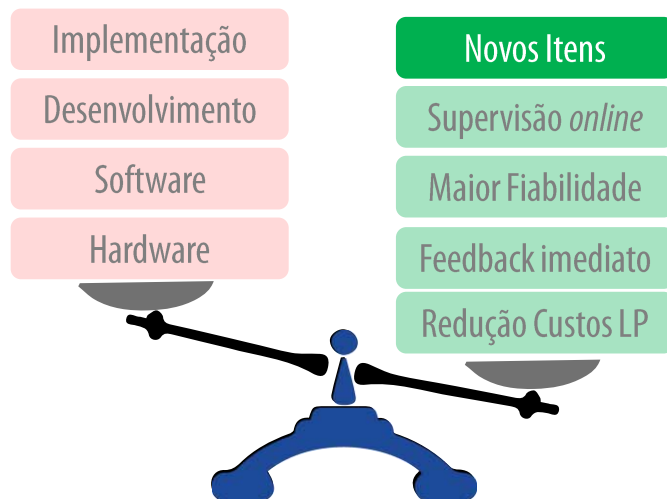 Implementação
Desenvolvimento
Software
Hardware
Novos Itens
Supervisão online
Maior Fiabilidade
Feedback imediato
Redução Custos LP